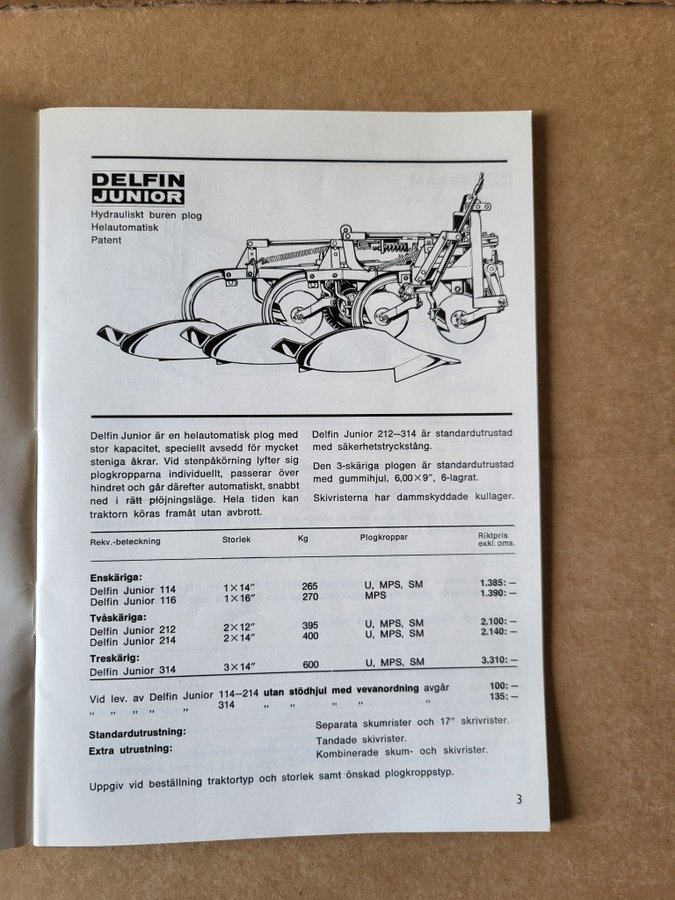 DELFIN
JUNIOR
Hydrauliskt buren plog
Helautomatisk
Patent
Delfin Junior är en helautomatisk plog med
stor kapacitet, speciellt avsedd för mycket
steniga åkrar. Vid stenpåkörning lyfter sig
plogkropparna individuellt, passerar över
hindret och går därefter automatiskt, snabbt
ned i rätt plöjningsläge. Hela tiden kan
traktorn köras framåt utan avbrott.
Delfin Junior 212—314 är standardutrustad
med säkerhetstryckstång.
Den 3-skäriga plogen är standardutrustad
med gummihjul, 6,00×9″, 6-lagrat.
Skivristerna har dammskyddade kullager.
Rekv.-beteckning Storlek Kg Plogkroppar Riktpris exkl. oms.
Enskäriga:
Delfin Junior 114 1×14″ 265 U, MPS, SM 1.385: —
Delfin Junior 116 1×16″ 270 MPS 1.390: —
Tvåskäriga:
Delfin Junior 212 2×12″ 395 U, MPS, SM 2.100: —
Delfin Junior 214 2×14″ 400 U, MPS, SM 2.140: —
Treskärig:
Delfin Junior 314 3×14″ 600 U, MPS, SM 3.310: —
Vid lev. av Delfin Junior 114—214 utan stödhjul med vevanordning avgår 100: —
„ „ „ „ „ 314 „ „ „ „ „ 135: —
Standardutrustning: Separata skumrister och 17″ skivrister.
Extra utrustning: Tandade skivrister.
Kombinerade skum- och skivrister.
Uppgiv vid beställning traktortyp och storlek samt önskad plogkroppstyp.
3